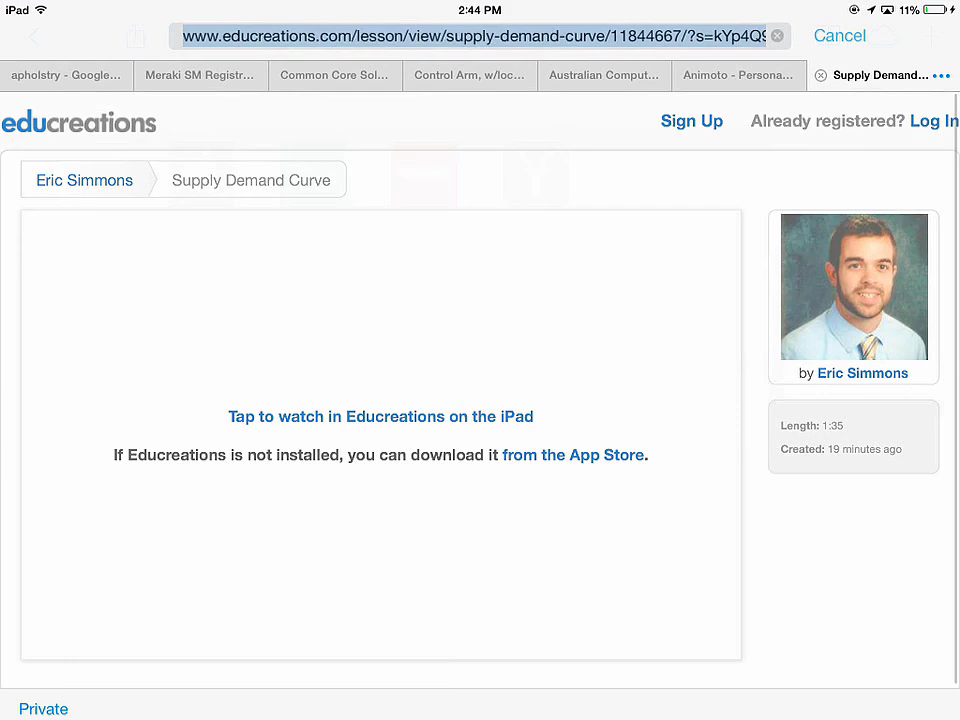 iPad 2:44 PM 11%
www.educreations.com/lesson/view/supply-demand-curve/11844667/?s=kYp4Q9 Cancel
apholstry - Google... Meraki SM Registr... Common Core Sol... Control Arm, w/loc... Australian Comput... Animoto - Persona... Supply Demand...
educreations Sign Up Already registered? Log In
Eric Simmons Supply Demand Curve
by Eric Simmons
Tap to watch in Educreations on the iPad
If Educreations is not installed, you can download it from the App Store.
Length: 1:35
Created: 19 minutes ago
Private